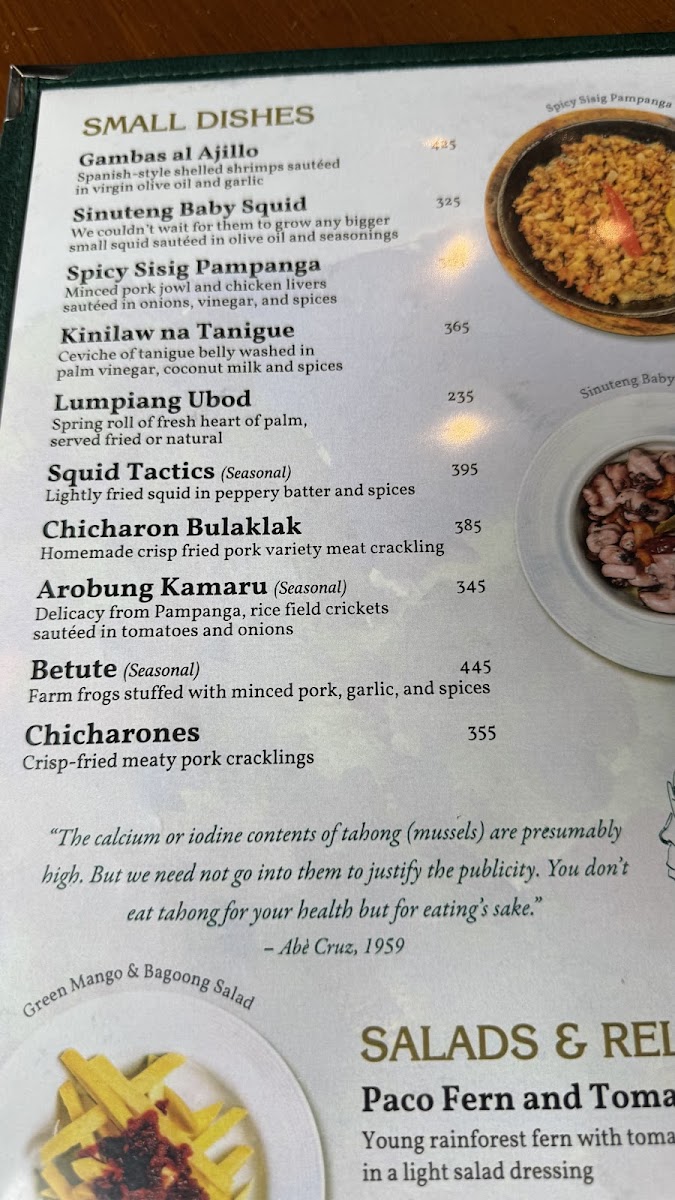 SMALL DISHES
Spicy Sisig Pampanga
Gambas al Ajillo 425
Spanish-style shelled shrimps sautéed
in virgin olive oil and garlic
Sinuteng Baby Squid 325
We couldn't wait for them to grow any bigger
small squid sautéed in olive oil and seasonings
Spicy Sisig Pampanga
Minced pork jowl and chicken livers
sautéed in onions, vinegar, and spices
Kinilaw na Tanigue 365
Ceviche of tanigue belly washed in
palm vinegar, coconut milk and spices
Sinuteng Baby
Lumpiang Ubod 235
Spring roll of fresh heart of palm,
served fried or natural
Squid Tactics (Seasonal) 395
Lightly fried squid in peppery batter and spices
Chicharon Bulaklak 385
Homemade crisp fried pork variety meat crackling
Arobung Kamaru (Seasonal) 345
Delicacy from Pampanga, rice field crickets
sautéed in tomatoes and onions
Betute (Seasonal) 445
Farm frogs stuffed with minced pork, garlic, and spices
Chicharones 355
Crisp-fried meaty pork cracklings
“The calcium or iodine contents of tahong (mussels) are presumably
high. But we need not go into them to justify the publicity. You don't
eat tahong for your health but for eating's sake.”
– Abè Cruz, 1959
Green Mango & Bagoong Salad
SALADS & REL
Paco Fern and Toma
Young rainforest fern with toma
in a light salad dressing